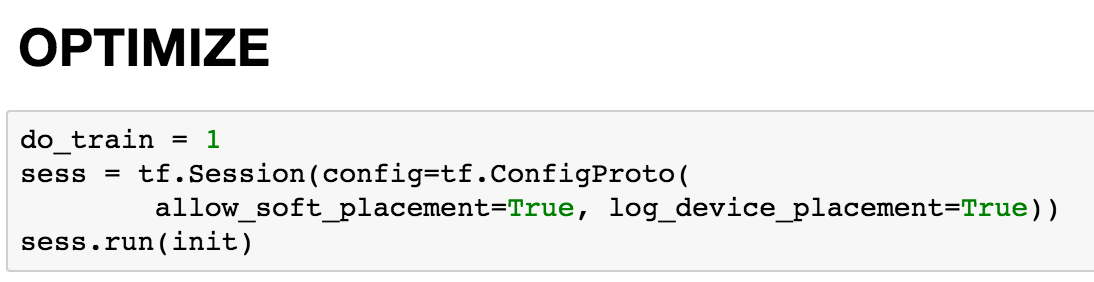 OPTIMIZE
do_train = 1
sess = tf.Session(config=tf.ConfigProto(
        allow_soft_placement=True, log_device_placement=True))
sess.run(init)